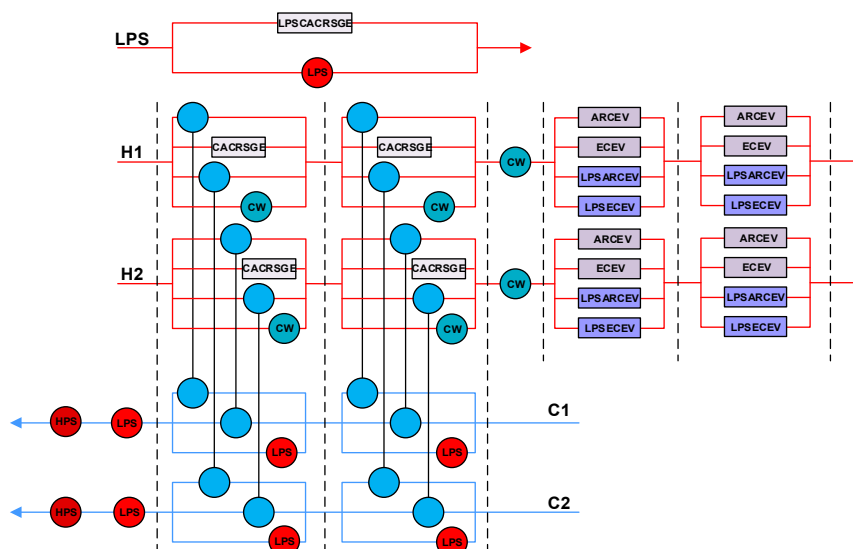 LPSCACRSGE
LPS
LPS
ARCEV ARCEV
CACRSGE CACRSGE ECEV ECEV
H1 CW
LPSARCEV LPSARCEV
CW CW LPSECEV LPSECEV
ARCEV ARCEV
CACRSGE CACRSGE ECEV ECEV
H2 CW
LPSARCEV LPSARCEV
CW CW LPSECEV LPSECEV
C1
HPS LPS
LPS LPS
C2
HPS LPS
LPS LPS